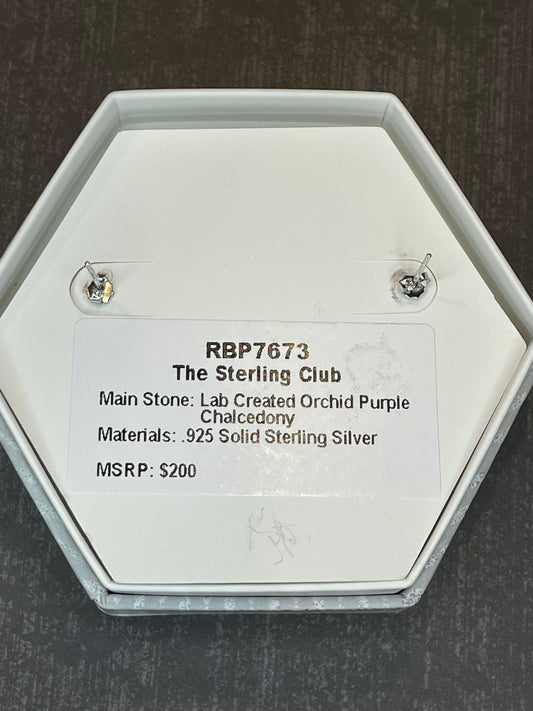 RBP7673
The Sterling Club
Main Stone: Lab Created Orchid Purple
Chalcedony
Materials: .925 Solid Sterling Silver
MSRP: $200